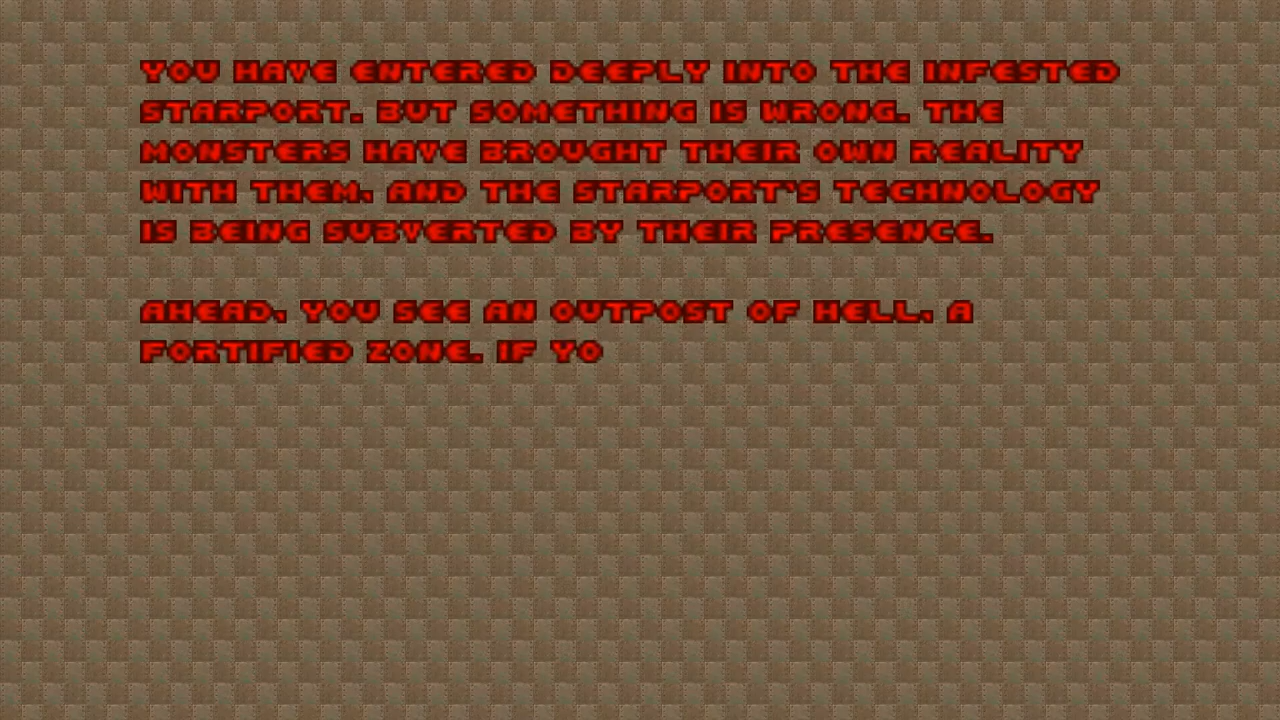 YOU HAVE ENTERED DEEPLY INTO THE INFESTED
STARPORT. BUT SOMETHING IS WRONG. THE
MONSTERS HAVE BROUGHT THEIR OWN REALITY
WITH THEM, AND THE STARPORT'S TECHNOLOGY
IS BEING SUBVERTED BY THEIR PRESENCE.
AHEAD, YOU SEE AN OUTPOST OF HELL, A
FORTIFIED ZONE. IF YO